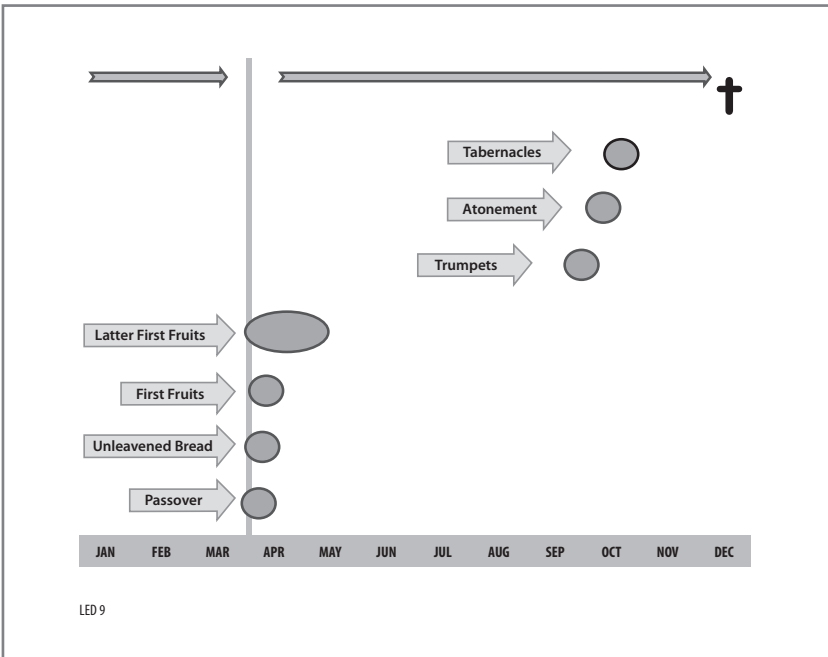 Tabernacles
Atonement
Trumpets
Latter First Fruits
First Fruits
Unleavened Bread
Passover
JAN FEB MAR APR MAY JUN JUL AUG SEP OCT NOV DEC
LED 9